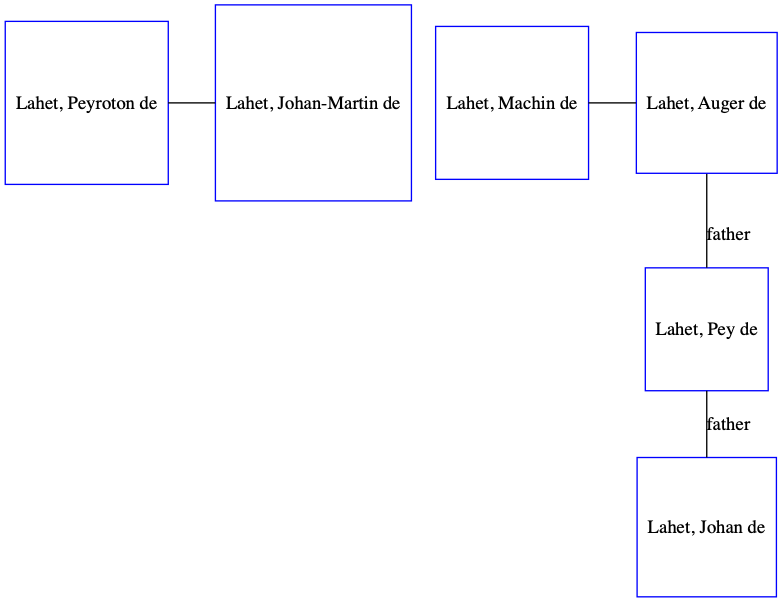 Lahet, Peyroton de
Lahet, Johan-Martin de
Lahet, Machin de
Lahet, Auger de
father
Lahet, Pey de
father
Lahet, Johan de